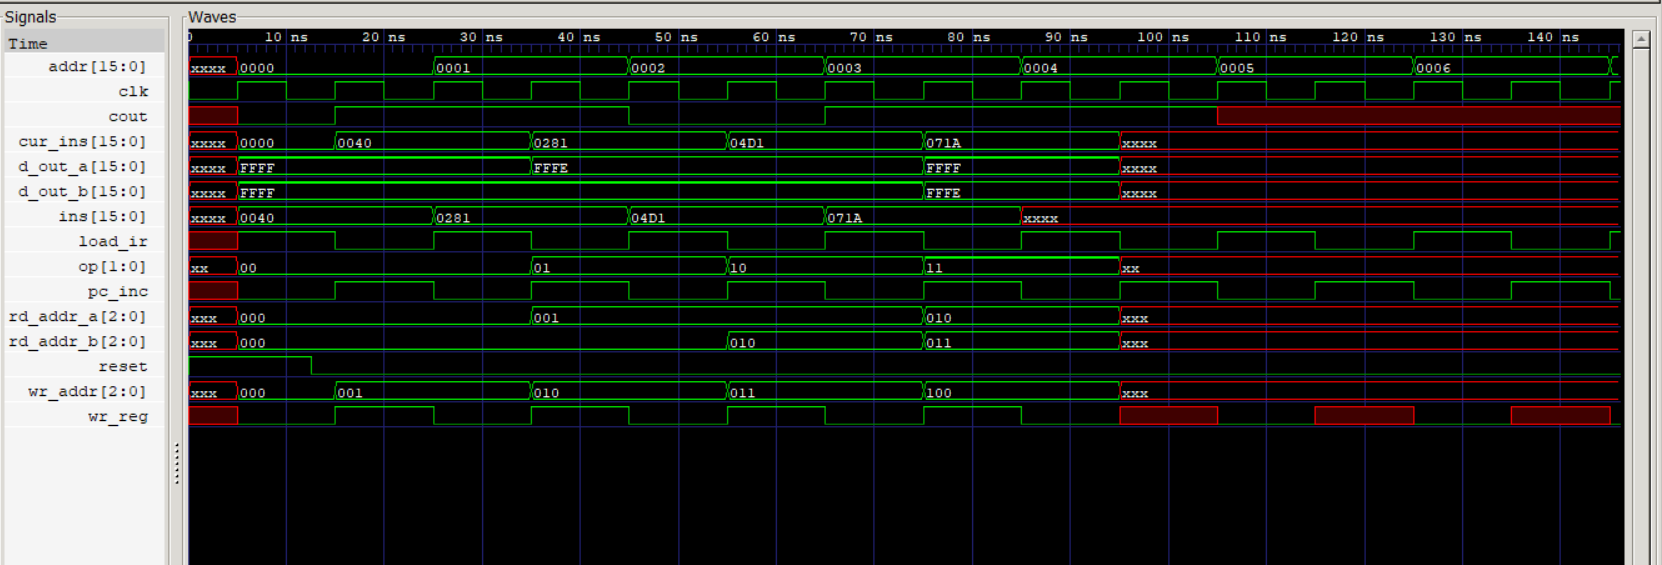 Signals Waves
Time 0 10 ns 20 ns 30 ns 40 ns 50 ns 60 ns 70 ns 80 ns 90 ns 100 ns 110 ns 120 ns 130 ns 140 ns
addr[15:0] xxxx 0000 0001 0002 0003 0004 0005 0006
clk
cout
cur_ins[15:0] xxxx 0000 0040 0281 04D1 071A xxxx
d_out_a[15:0] xxxx FFFF FFFE FFFF xxxx
d_out_b[15:0] xxxx FFFF FFFE xxxx
ins[15:0] xxxx 0040 0281 04D1 071A xxxx
load_ir
op[1:0] xx 00 01 10 11 xx
pc_inc
rd_addr_a[2:0] xxx 000 001 010 xxx
rd_addr_b[2:0] xxx 000 010 011 xxx
reset
wr_addr[2:0] xxx 000 001 010 011 100 xxx
wr_reg